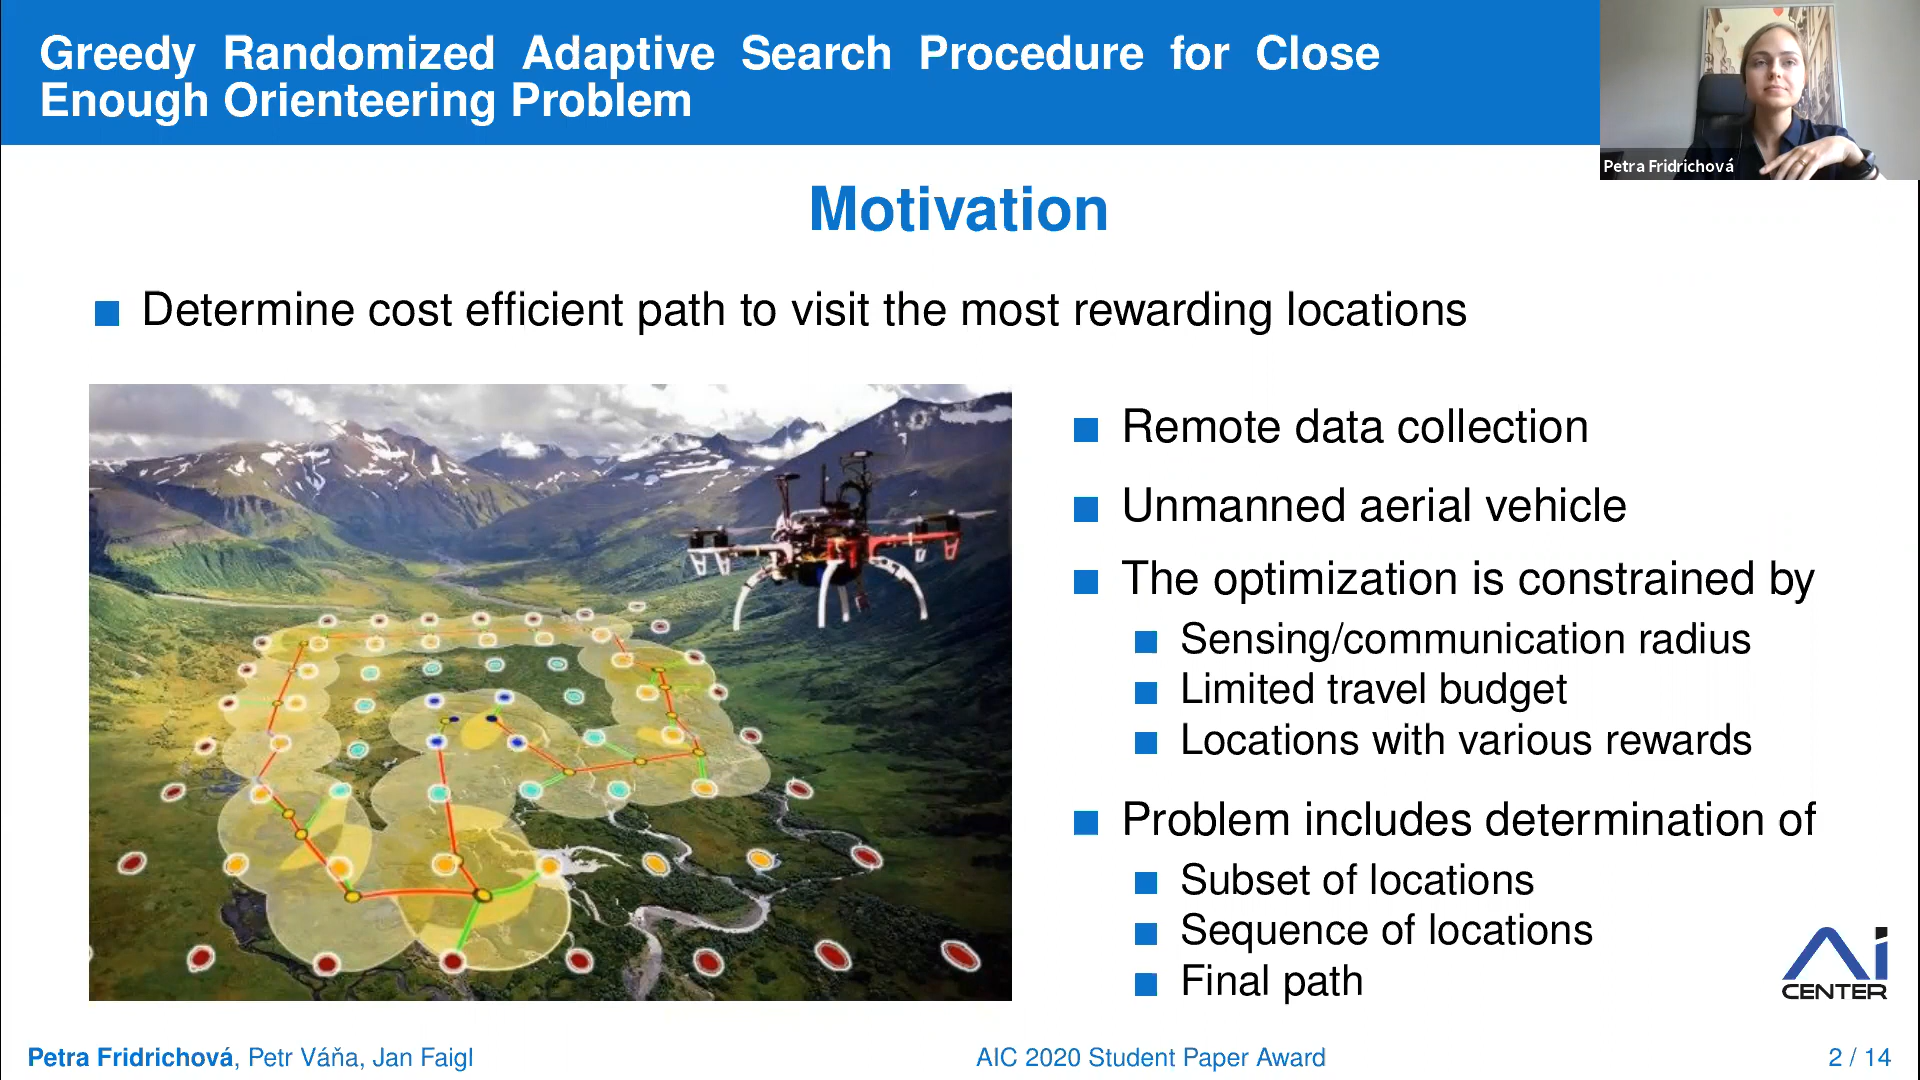 Greedy Randomized Adaptive Search Procedure for Close
Enough Orienteering Problem
Petra Fridrichová
Motivation
Determine cost efficient path to visit the most rewarding locations
Remote data collection
Unmanned aerial vehicle
The optimization is constrained by
Sensing/communication radius
Limited travel budget
Locations with various rewards
Problem includes determination of
Subset of locations
Sequence of locations
Final path
Ai
CENTER
Petra Fridrichová, Petr Váňa, Jan Faigl
AIC 2020 Student Paper Award
2 / 14